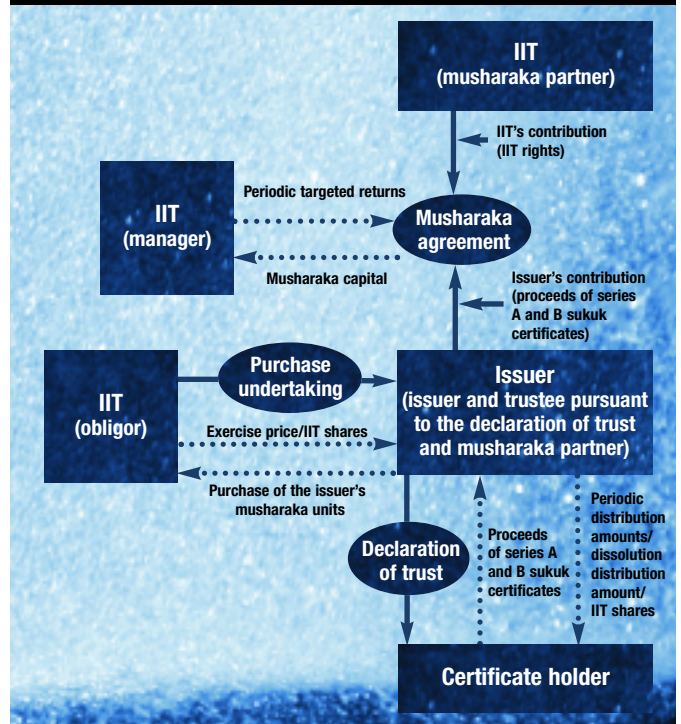 IIT
(musharaka partner)
IIT's contribution
(IIT rights)
Periodic targeted returns
IIT
(manager)
Musharaka
agreement
Musharaka capital
Issuer's contribution
(proceeds of series
A and B sukuk
certificates)
Purchase
undertaking
IIT
(obligor)
Issuer
(issuer and trustee pursuant
to the declaration of trust
and musharaka partner)
Exercise price/IIT shares
Purchase of the issuer's
musharaka units
Declaration
of trust
Proceeds
of series A
and B sukuk
certificates
Periodic
distribution
amounts/
dissolution
distribution
amount/
IIT shares
Certificate holder